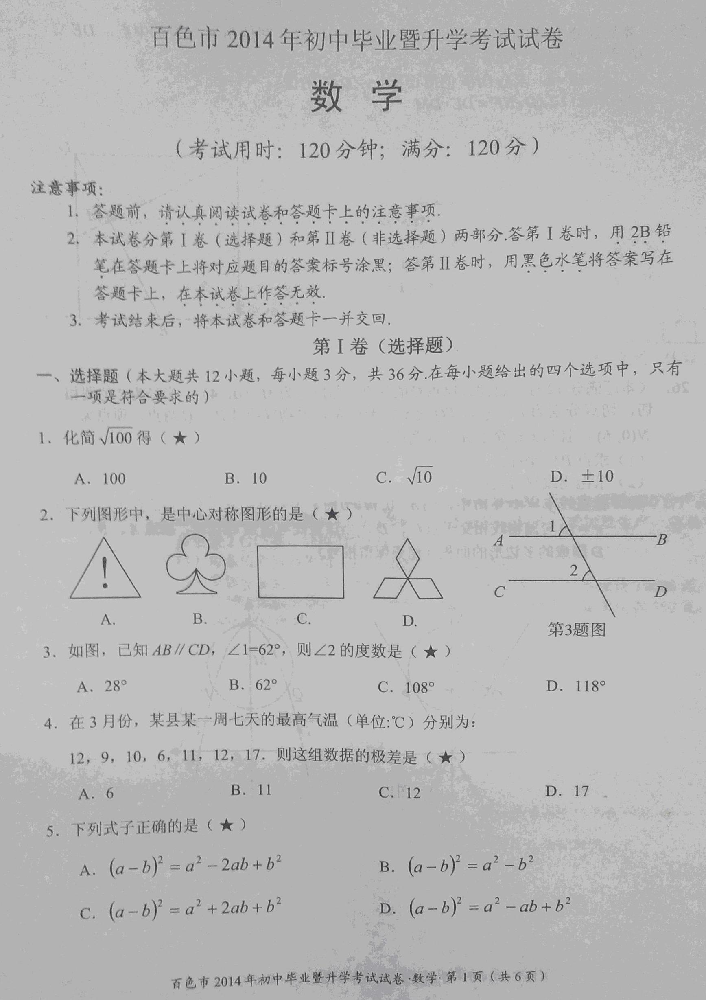 百色市2014年初中毕业暨升学考试试卷
数 学
（考试用时：120分钟；满分：120分）
注意事项：
1. 答题前，请认真阅读试卷和答题卡上的注意事项.
2. 本试卷分第Ⅰ卷（选择题）和第Ⅱ卷（非选择题）两部分.答第Ⅰ卷时，用2B铅
笔在答题卡上将对应题目的答案标号涂黑；答第Ⅱ卷时，用黑色水笔将答案写在
答题卡上，在本试卷上作答无效.
3. 考试结束后，将本试卷和答题卡一并交回.
第Ⅰ卷（选择题）
一、选择题（本大题共12小题，每小题3分，共36分.在每小题给出的四个选项中，只有
一项是符合要求的）
1. 化简√100得（★）
A. 100 B. 10 C. √10 D. ±10
2. 下列图形中，是中心对称图形的是（★）
!
A. B. C. D.
1
A B
2
C D
第3题图
3. 如图，已知AB∥CD，∠1=62°，则∠2的度数是（★）
A. 28° B. 62° C. 108° D. 118°
4. 在3月份，某县某一周七天的最高气温（单位:℃）分别为：
12，9，10，6，11，12，17. 则这组数据的极差是（★）
A. 6 B. 11 C. 12 D. 17
5. 下列式子正确的是（★）
A. (a−b)²=a²−2ab+b² B. (a−b)²=a²−b²
C. (a−b)²=a²+2ab+b² D. (a−b)²=a²−ab+b²
百色市2014年初中毕业暨升学考试试卷·数学·第1页（共6页）